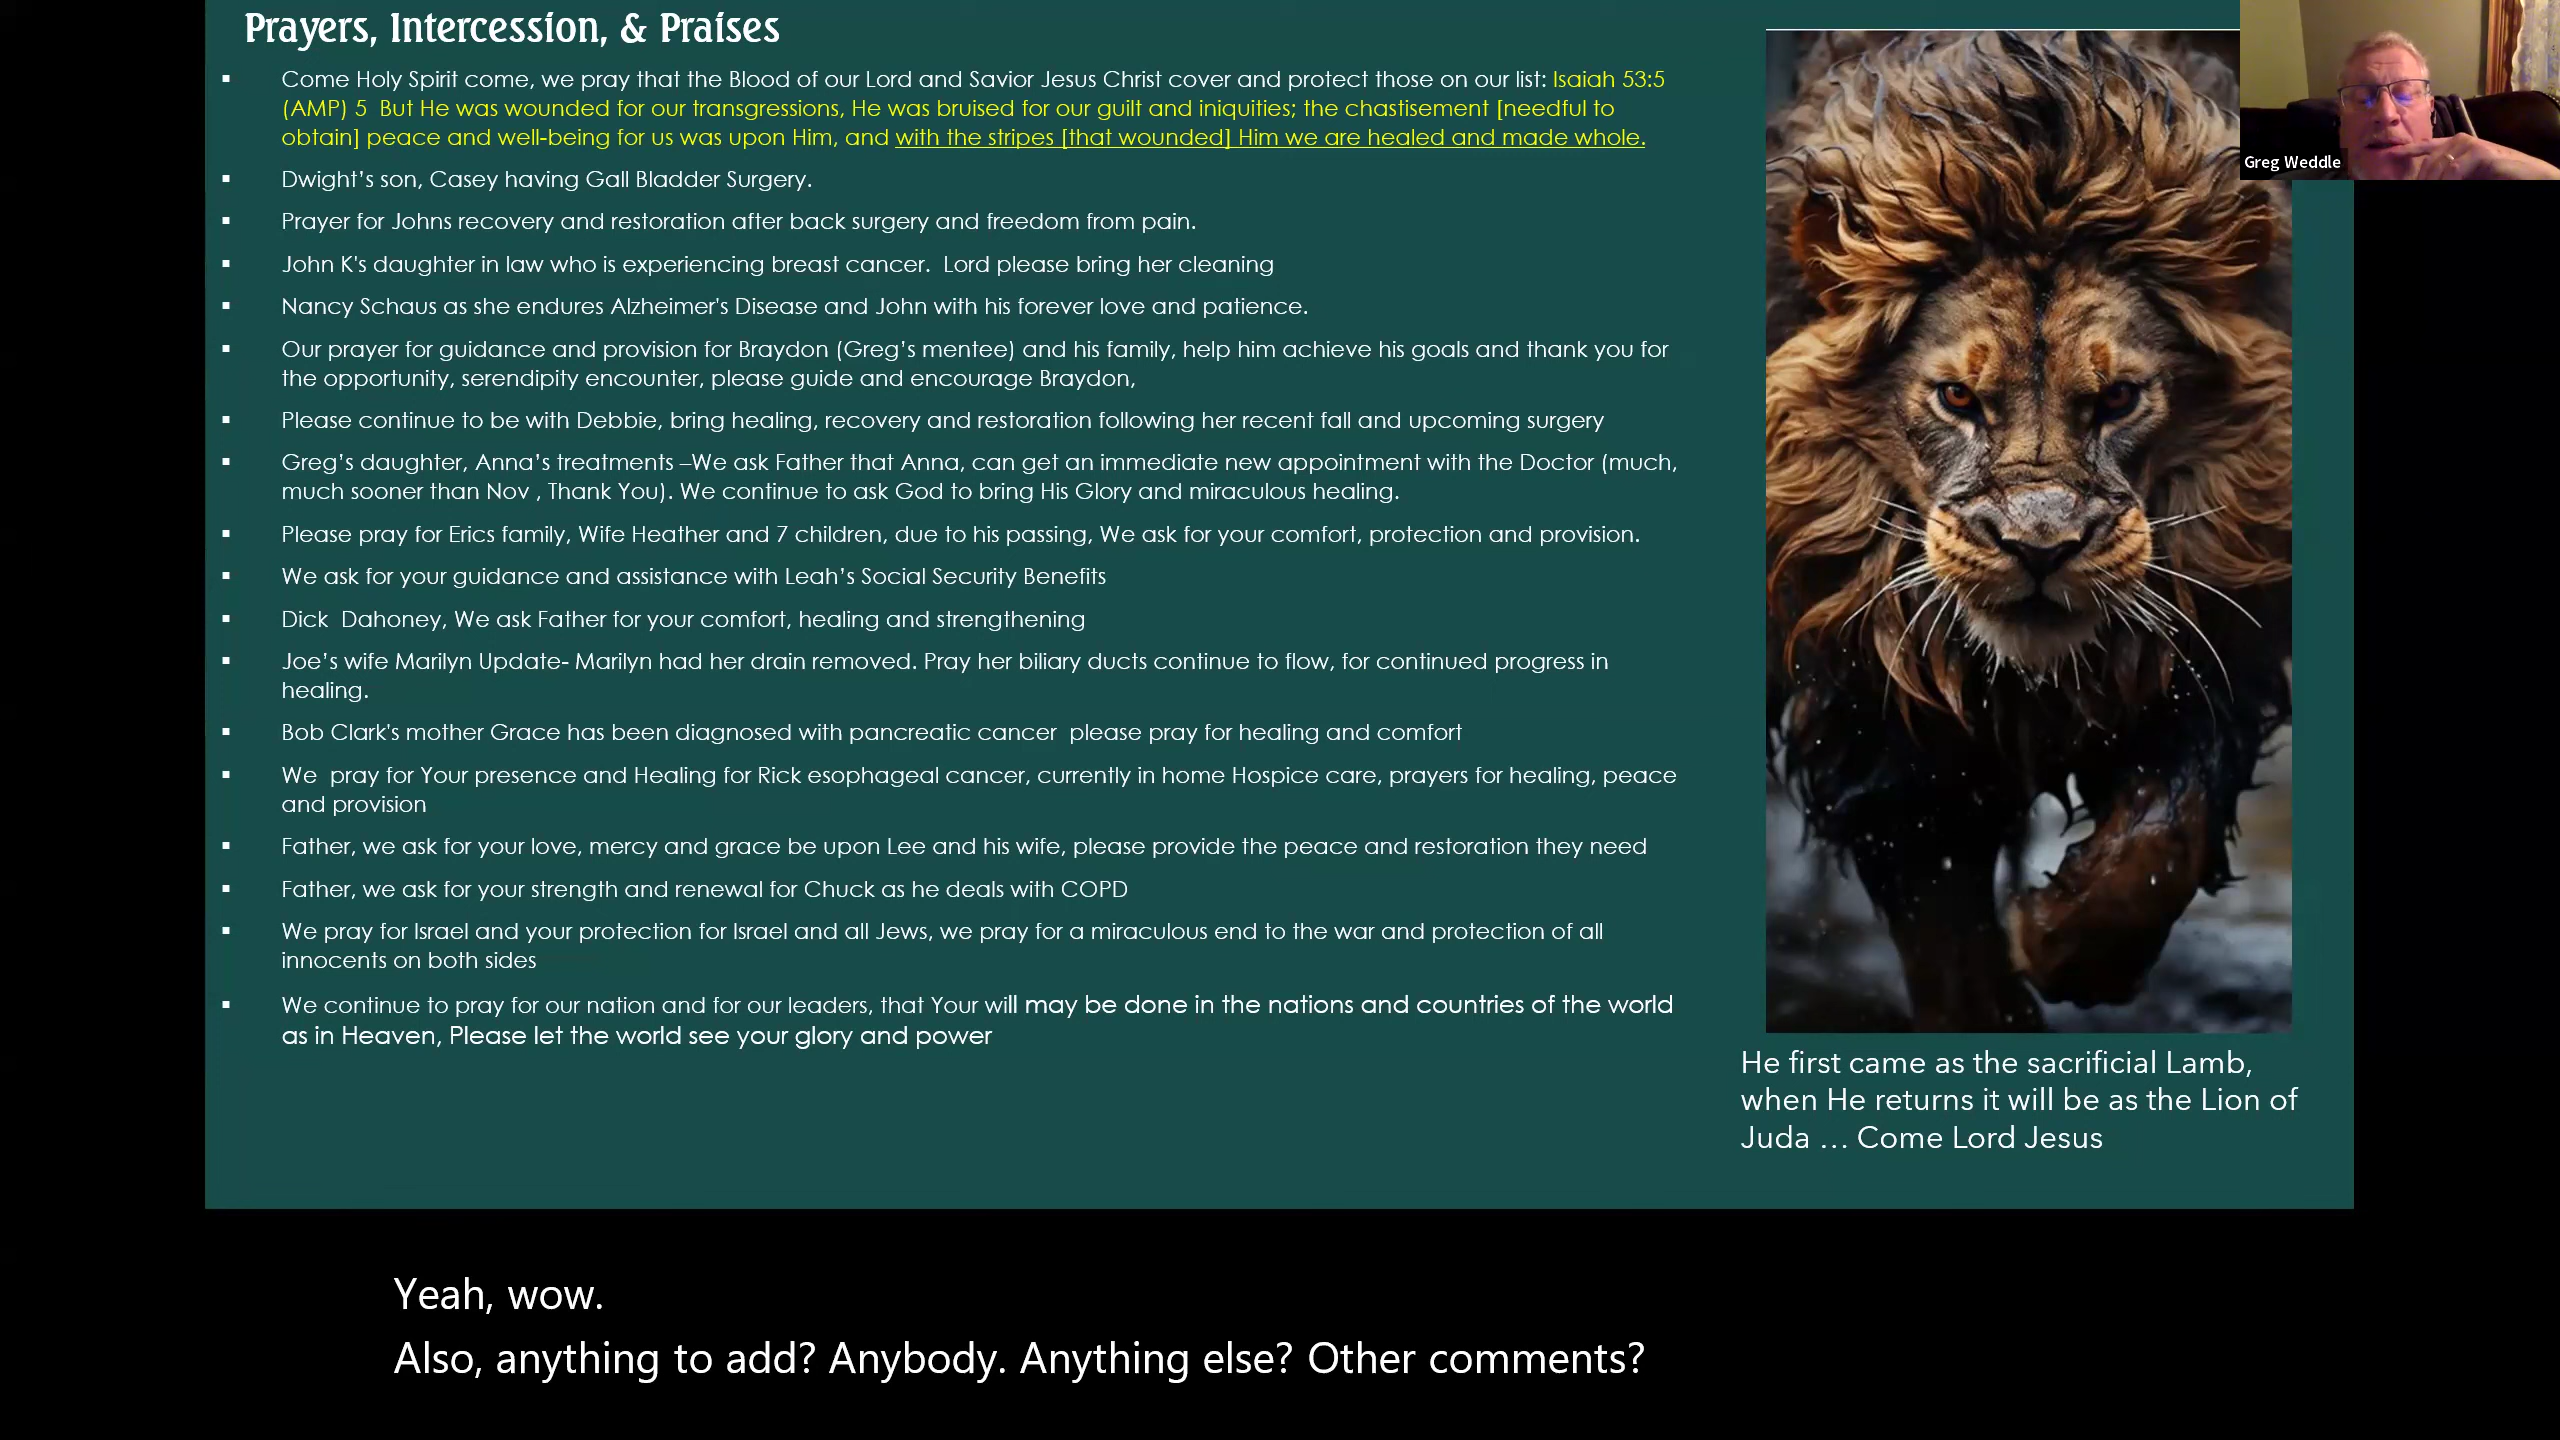 Prayers, Intercession, & Praises
▪ Come Holy Spirit come, we pray that the Blood of our Lord and Savior Jesus Christ cover and protect those on our list: Isaiah 53:5
(AMP) 5  But He was wounded for our transgressions, He was bruised for our guilt and iniquities; the chastisement [needful to
obtain] peace and well-being for us was upon Him, and with the stripes [that wounded] Him we are healed and made whole.
▪ Dwight’s son, Casey having Gall Bladder Surgery.
▪ Prayer for Johns recovery and restoration after back surgery and freedom from pain.
▪ John K's daughter in law who is experiencing breast cancer.  Lord please bring her cleaning
▪ Nancy Schaus as she endures Alzheimer's Disease and John with his forever love and patience.
▪ Our prayer for guidance and provision for Braydon (Greg’s mentee) and his family, help him achieve his goals and thank you for
the opportunity, serendipity encounter, please guide and encourage Braydon,
▪ Please continue to be with Debbie, bring healing, recovery and restoration following her recent fall and upcoming surgery
▪ Greg’s daughter, Anna’s treatments –We ask Father that Anna, can get an immediate new appointment with the Doctor (much,
much sooner than Nov , Thank You). We continue to ask God to bring His Glory and miraculous healing.
▪ Please pray for Erics family, Wife Heather and 7 children, due to his passing, We ask for your comfort, protection and provision.
▪ We ask for your guidance and assistance with Leah’s Social Security Benefits
▪ Dick  Dahoney, We ask Father for your comfort, healing and strengthening
▪ Joe’s wife Marilyn Update- Marilyn had her drain removed. Pray her biliary ducts continue to flow, for continued progress in
healing.
▪ Bob Clark's mother Grace has been diagnosed with pancreatic cancer  please pray for healing and comfort
▪ We  pray for Your presence and Healing for Rick esophageal cancer, currently in home Hospice care, prayers for healing, peace
and provision
▪ Father, we ask for your love, mercy and grace be upon Lee and his wife, please provide the peace and restoration they need
▪ Father, we ask for your strength and renewal for Chuck as he deals with COPD
▪ We pray for Israel and your protection for Israel and all Jews, we pray for a miraculous end to the war and protection of all
innocents on both sides
▪ We continue to pray for our nation and for our leaders, that Your will may be done in the nations and countries of the world
as in Heaven, Please let the world see your glory and power
Greg Weddle
He first came as the sacrificial Lamb,
when He returns it will be as the Lion of
Juda … Come Lord Jesus
Yeah, wow.
Also, anything to add? Anybody. Anything else? Other comments?